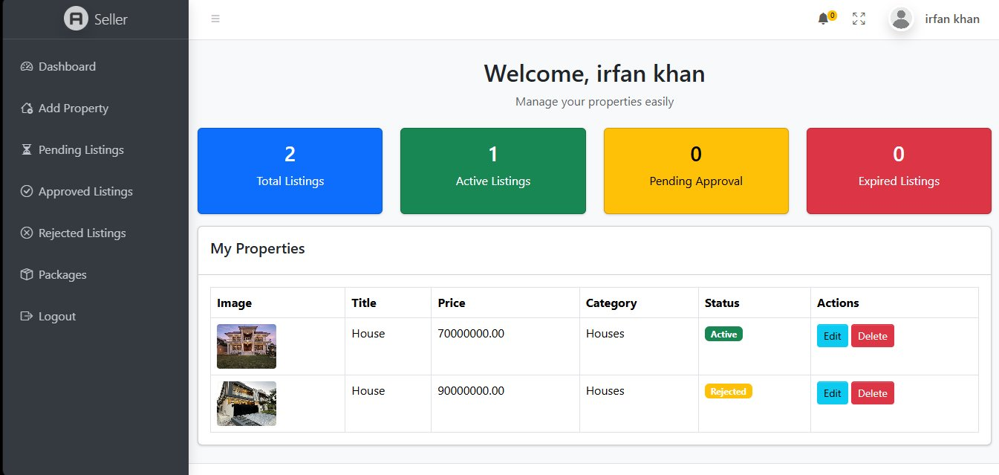 Seller
0
irfan khan
Dashboard
Add Property
Pending Listings
Approved Listings
Rejected Listings
Packages
Logout
Welcome, irfan khan
Manage your properties easily
2
Total Listings
1
Active Listings
0
Pending Approval
0
Expired Listings
My Properties
Image Title Price Category Status Actions
House 70000000.00 Houses Active Edit Delete
House 90000000.00 Houses Rejected Edit Delete